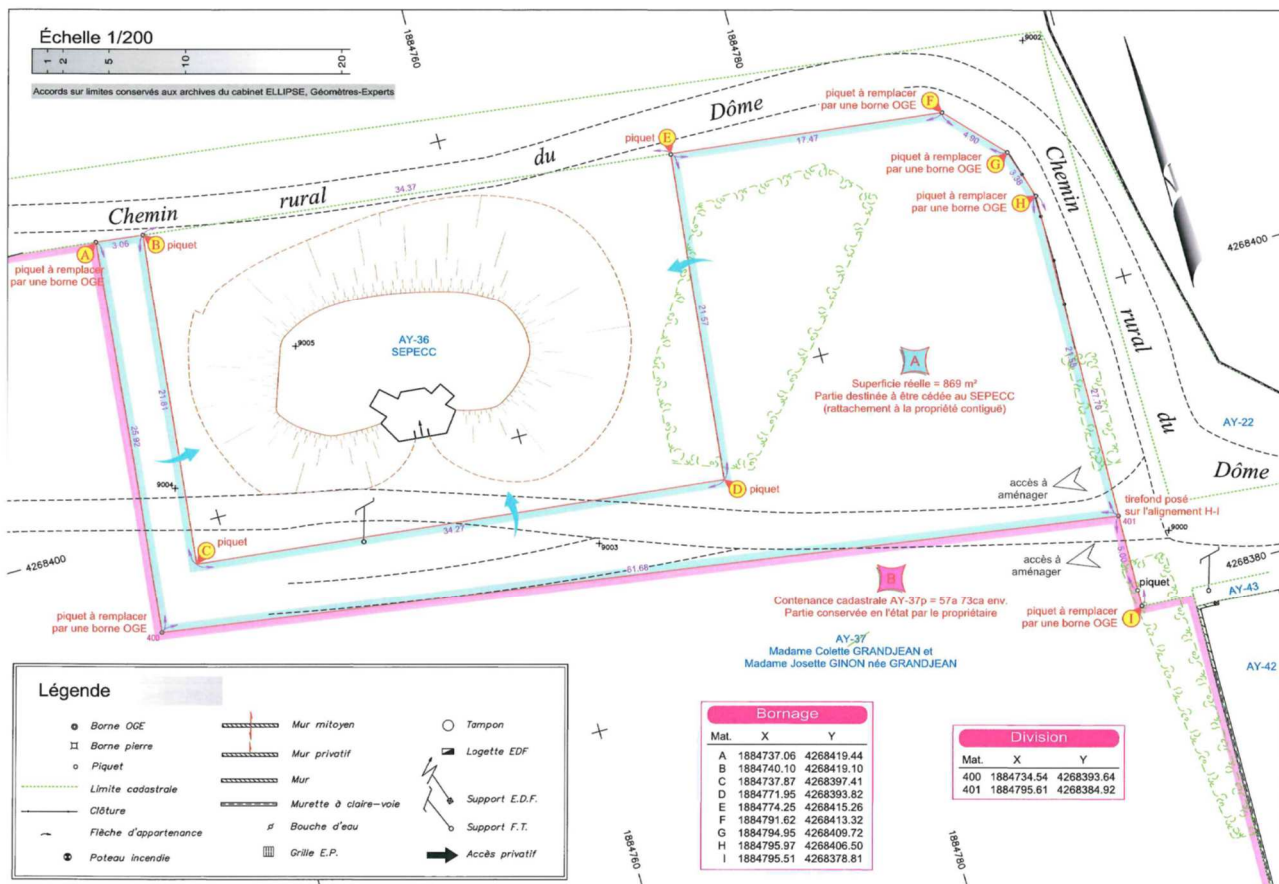 Échelle 1/200
1 2 5 10 20
Accords sur limites conservés aux archives du cabinet ELLIPSE, Géomètres-Experts
1884760
1884780
9002
Chemin rural du Dôme
piquet
E
piquet à remplacer
par une borne OGE
F
17.47
4.90
piquet à remplacer
par une borne OGE
G
3.38
piquet à remplacer
par une borne OGE
H
Chemin rural du Dôme
4268400
34.37
3.06
A
B
piquet
piquet à remplacer
par une borne OGE
AY-36
SEPECC
9005
21.57
A
Superficie réelle = 869 m²
Partie destinée à être cédée au SEPECC
(rattachement à la propriété contiguë)
27.70
AY-22
25.92
21.81
9004
D
piquet
accès à
aménager
tirefond posé
sur l'alignement H-I
401
9000
C
piquet
34.27
9003
4268400
4268380
61.68
5.00
accès à
aménager
piquet
AY-43
piquet à remplacer
par une borne OGE
400
B
Contenance cadastrale AY-37p = 57a 73ca env.
Partie conservée en l'état par le propriétaire
piquet à remplacer
par une borne OGE
I
AY-37
Madame Colette GRANDJEAN et
Madame Josette GINON née GRANDJEAN
AY-42
Légende
Borne OGE
Borne pierre
Piquet
Limite cadastrale
Clôture
Flèche d'appartenance
Poteau incendie
Mur mitoyen
Mur privatif
Mur
Murette à claire-voie
Bouche d'eau
Grille E.P.
Tampon
Logette EDF
Support E.D.F.
Support F.T.
Accès privatif
1884760
1884780
Bornage
Mat. X Y
A 1884737.06 4268419.44
B 1884740.10 4268419.10
C 1884737.87 4268397.41
D 1884771.95 4268393.82
E 1884774.25 4268415.26
F 1884791.62 4268413.32
G 1884794.95 4268409.72
H 1884795.97 4268406.50
I 1884795.51 4268378.81
Division
Mat. X Y
400 1884734.54 4268393.64
401 1884795.61 4268384.92